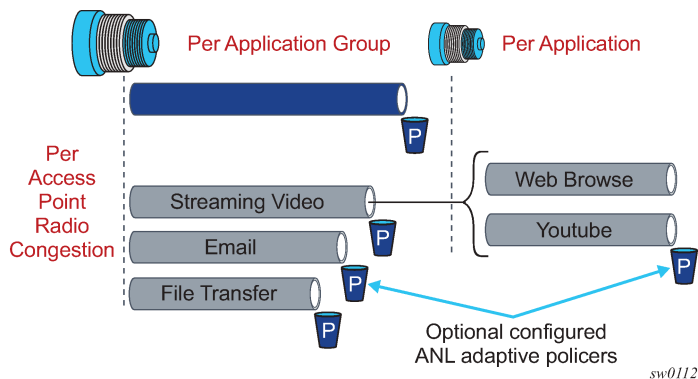 Per Application Group
Per Application
P
Per
Access
Point
Radio
Congestion
Streaming Video
Web Browse
Email
P
Youtube
P
File Transfer
P
P
Optional configured
ANL adaptive policers
sw0112